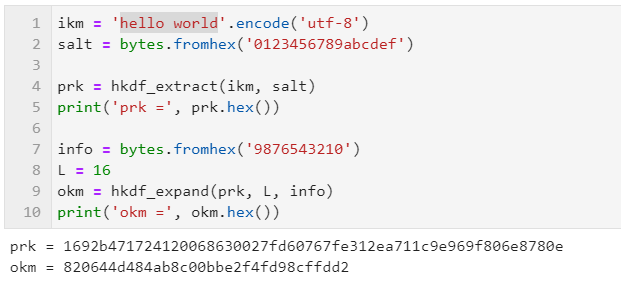 1 ikm = 'hello world'.encode('utf-8')
2 salt = bytes.fromhex('0123456789abcdef')
3
4 prk = hkdf_extract(ikm, salt)
5 print('prk =', prk.hex())
6
7 info = bytes.fromhex('9876543210')
8 L = 16
9 okm = hkdf_expand(prk, L, info)
10 print('okm =', okm.hex())
prk = 1692b471724120068630027fd60767fe312ea711c9e969f806e8780e
okm = 820644d484ab8c00bbe2f4fd98cffdd2